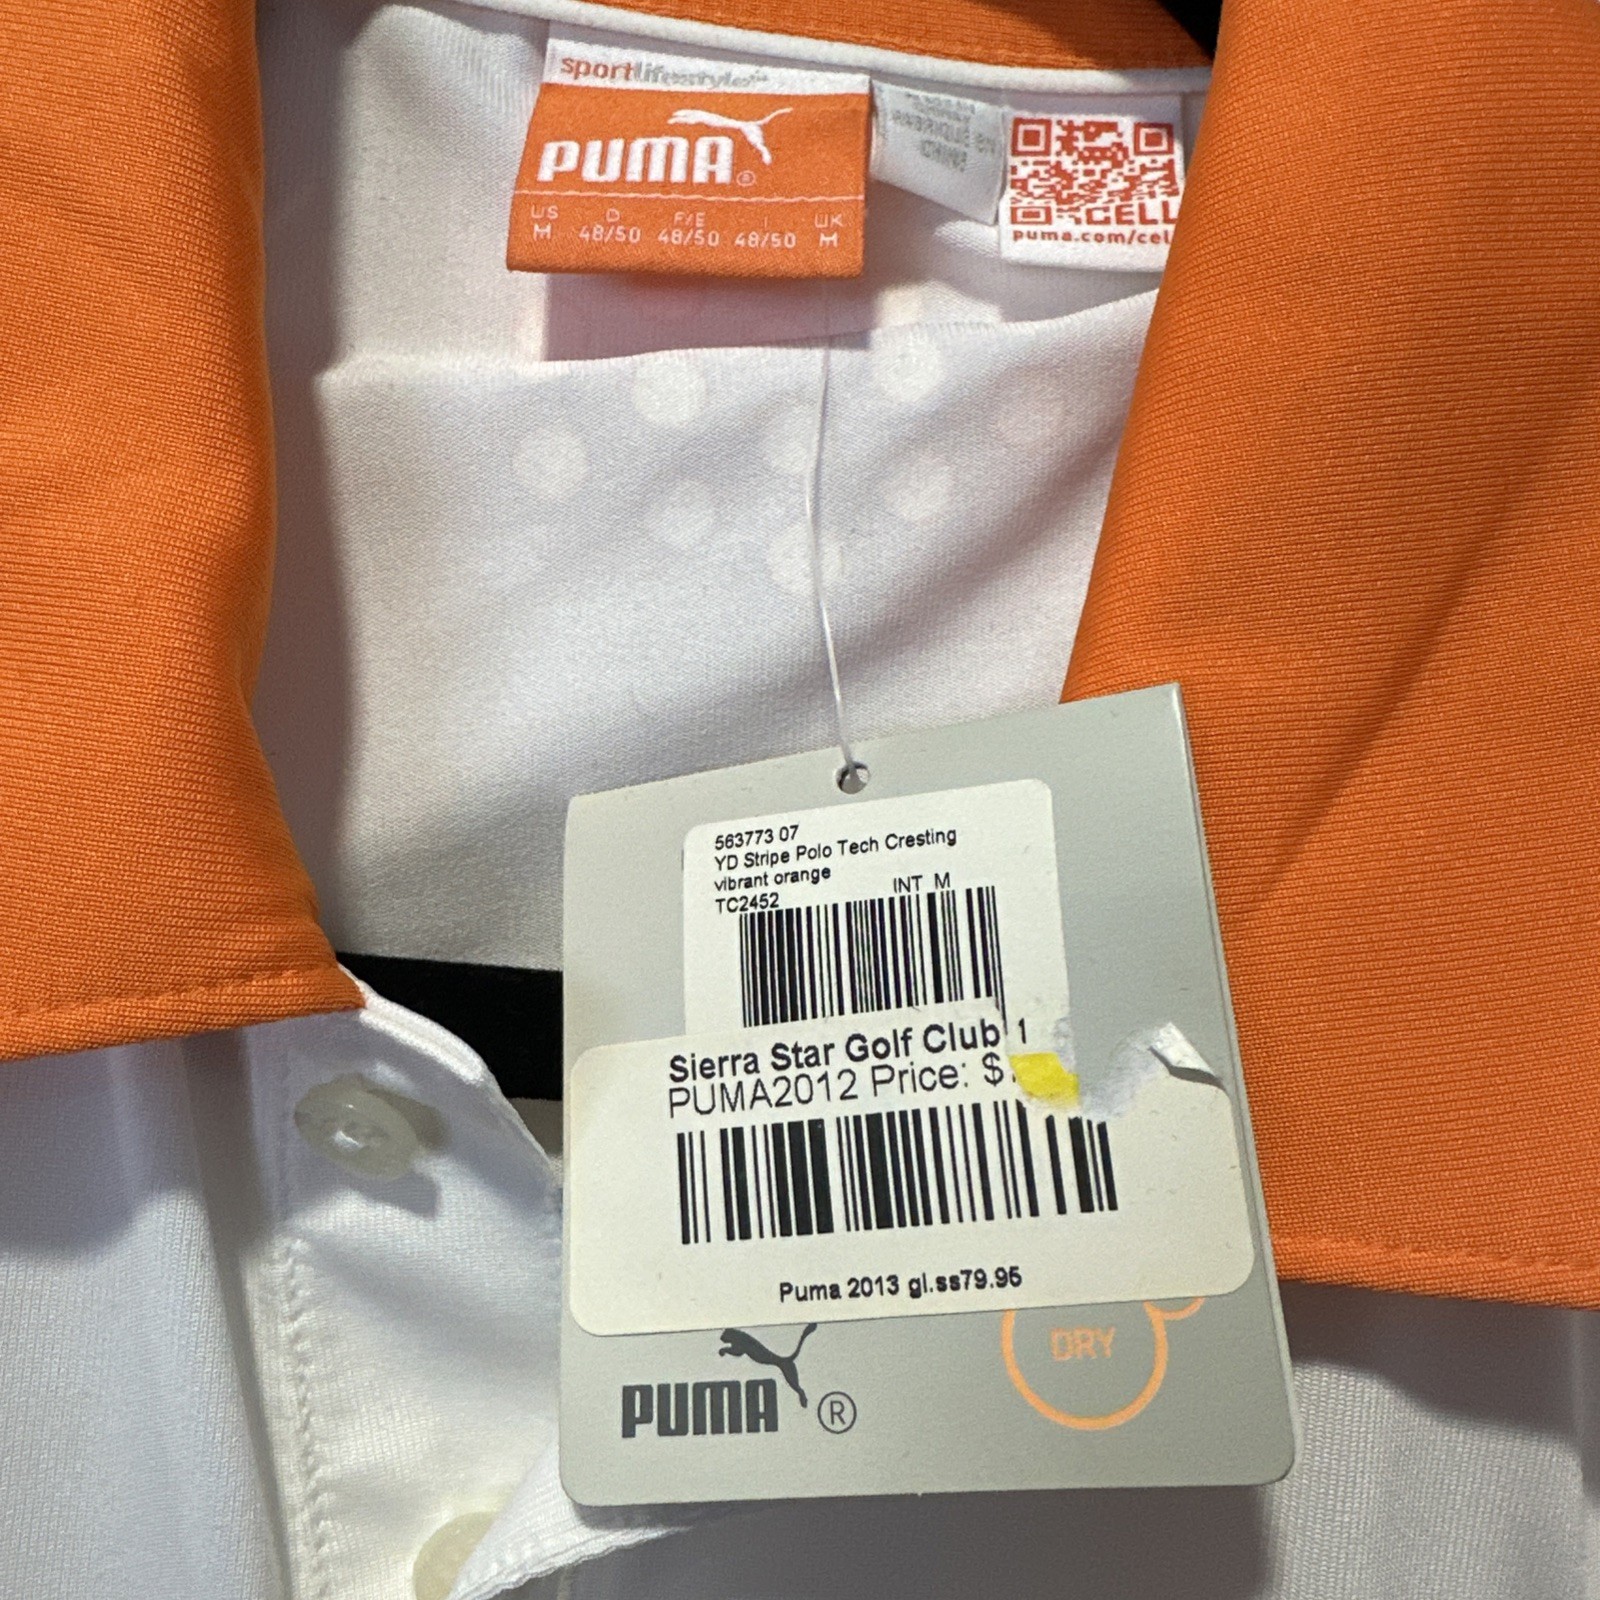 sportlifestyle
PUMA®
US D F/E I UK
M 48/50 48/50 48/50 M
CELL
puma.com/cel
563773 07
YD Stripe Polo Tech Cresting
vibrant orange
INT M
TC2452
Sierra Star Golf Club 1
PUMA2012 Price: $
Puma 2013 gl.ss79.95
DRY
PUMA®